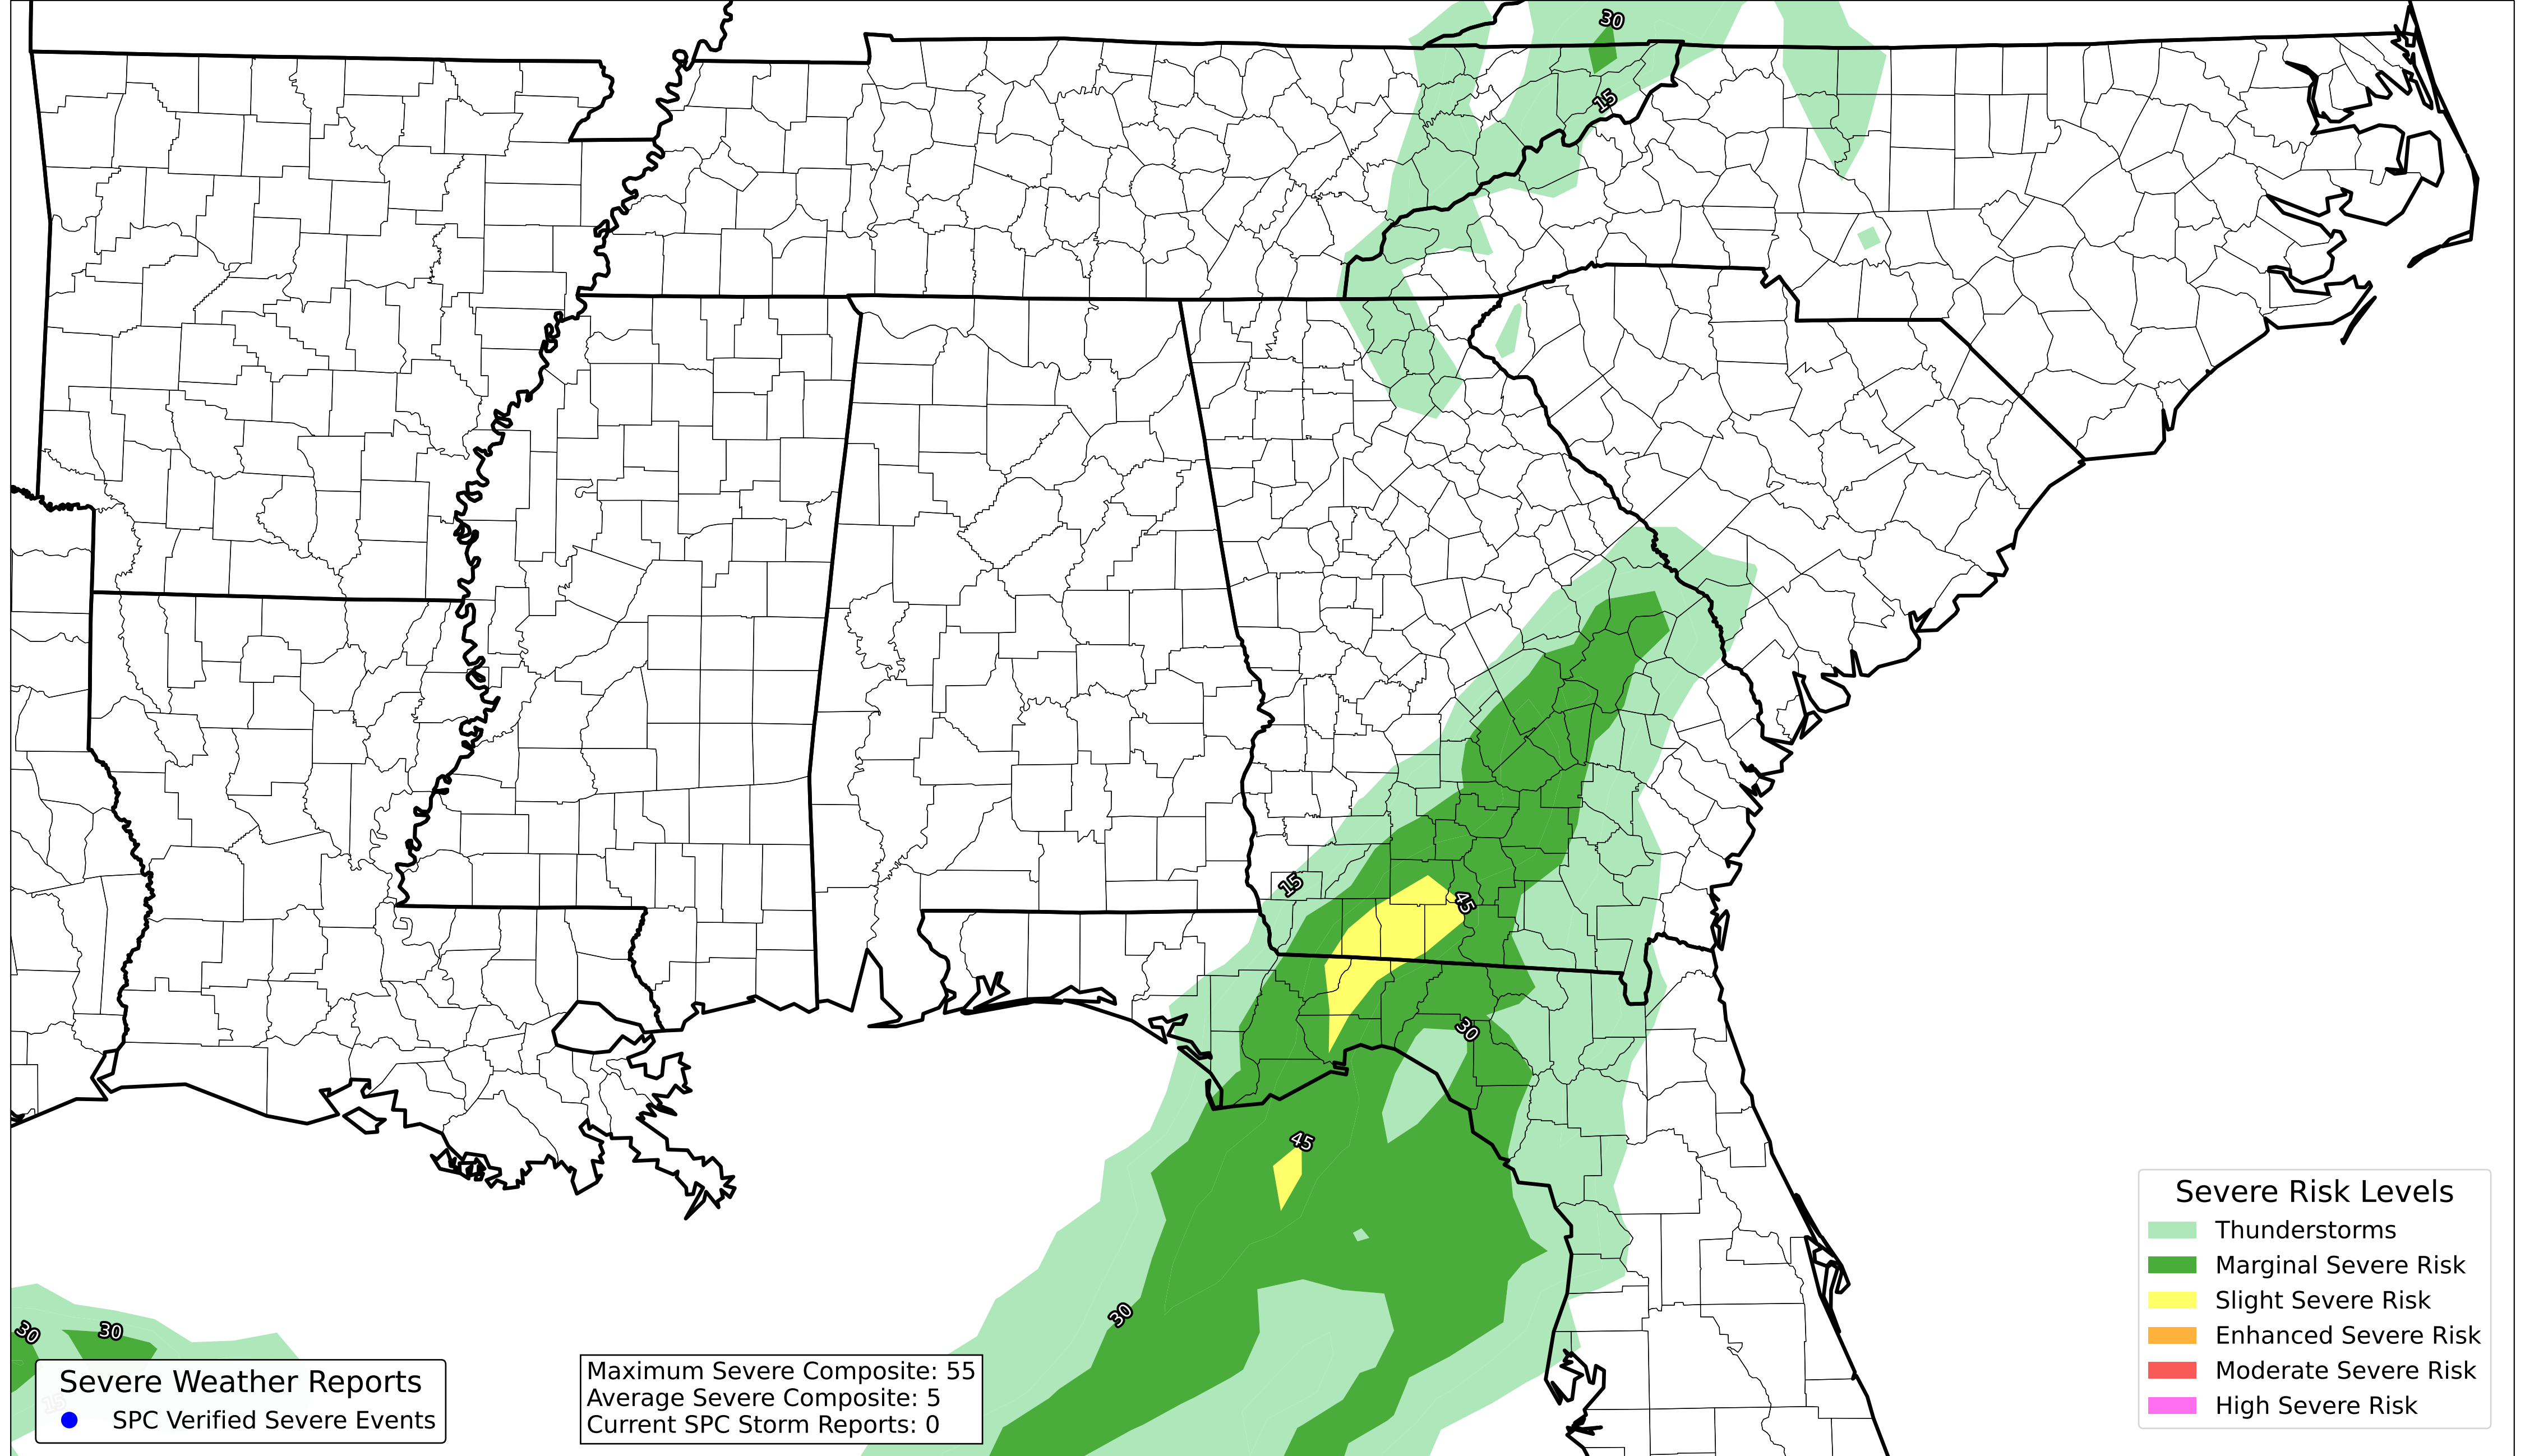 30
15
15
45
30
45
30
30
30
15
Severe Weather Reports
SPC Verified Severe Events
Maximum Severe Composite: 55
Average Severe Composite: 5
Current SPC Storm Reports: 0
Severe Risk Levels
Thunderstorms
Marginal Severe Risk
Slight Severe Risk
Enhanced Severe Risk
Moderate Severe Risk
High Severe Risk